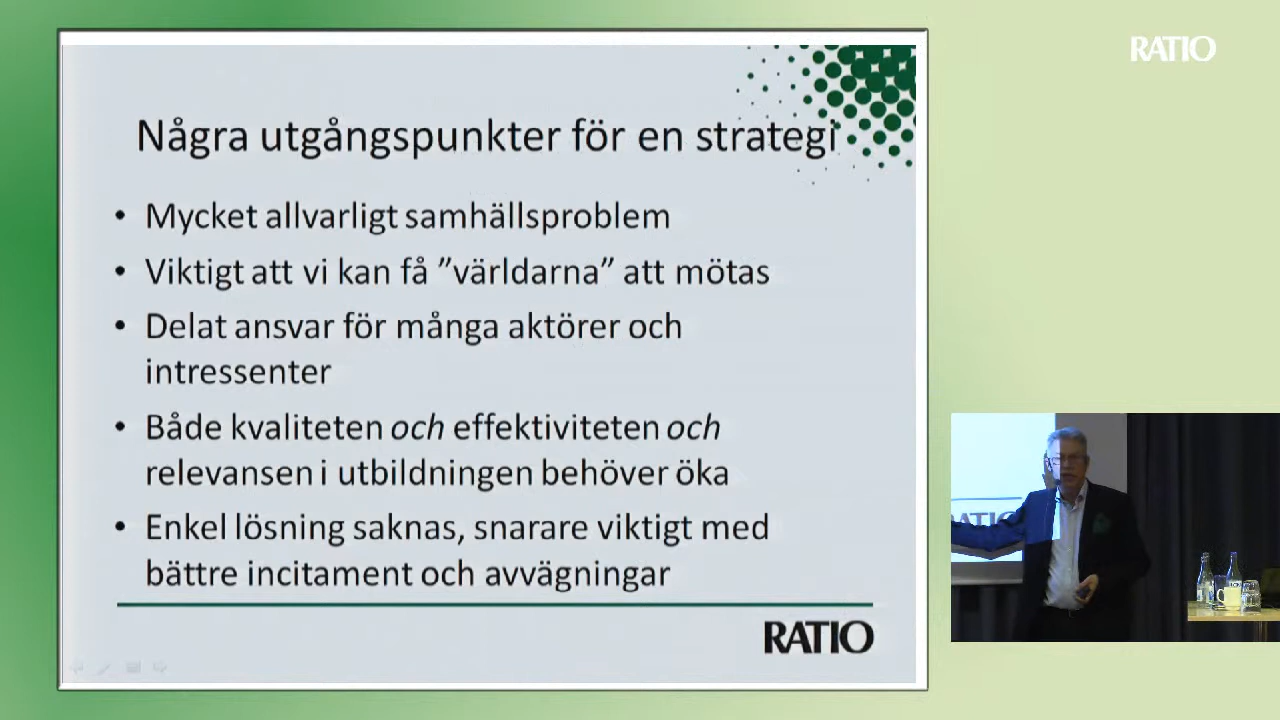 RATIO
Några utgångspunkter för en strategi
• Mycket allvarligt samhällsproblem
• Viktigt att vi kan få ”världarna” att mötas
• Delat ansvar för många aktörer och
intressenter
• Både kvaliteten och effektiviteten och
relevansen i utbildningen behöver öka
• Enkel lösning saknas, snarare viktigt med
bättre incitament och avvägningar
RATIO